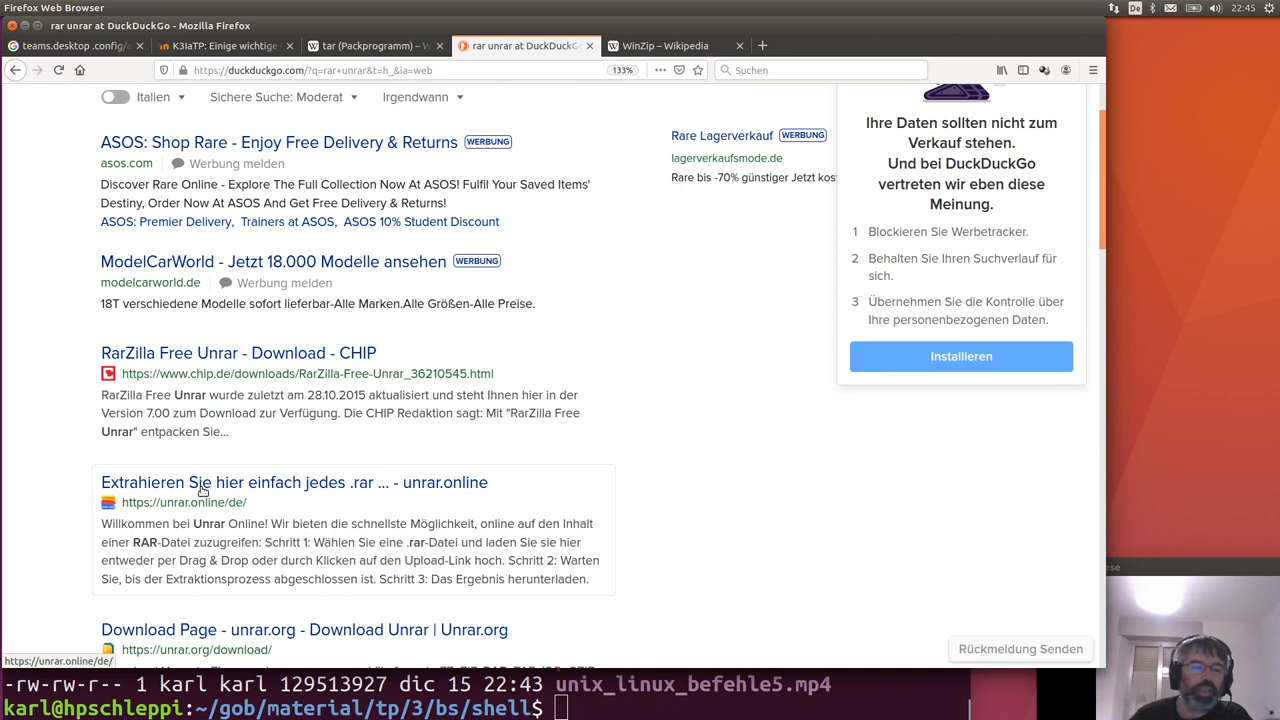 Firefox Web Browser
De
22:45
rar unrar at DuckDuckGo - Mozilla Firefox
teams.desktop .config/
K3IaTP: Einige wichtige
tar (Packprogramm) –
rar unrar at DuckDuckGo
WinZip – Wikipedia
https://duckduckgo.com/?q=rar+unrar&t=h_&ia=web
133%
Suchen
Italien
Sichere Suche: Moderat
Irgendwann
ASOS: Shop Rare - Enjoy Free Delivery & Returns WERBUNG
asos.com Werbung melden
Discover Rare Online - Explore The Full Collection Now At ASOS! Fulfil Your Saved Items'
Destiny, Order Now At ASOS And Get Free Delivery & Returns!
ASOS: Premier Delivery, Trainers at ASOS, ASOS 10% Student Discount
ModelCarWorld - Jetzt 18.000 Modelle ansehen WERBUNG
modelcarworld.de Werbung melden
18T verschiedene Modelle sofort lieferbar-Alle Marken.Alle Größen-Alle Preise.
RarZilla Free Unrar - Download - CHIP
https://www.chip.de/downloads/RarZilla-Free-Unrar_36210545.html
RarZilla Free Unrar wurde zuletzt am 28.10.2015 aktualisiert und steht Ihnen hier in der
Version 7.00 zum Download zur Verfügung. Die CHIP Redaktion sagt: Mit "RarZilla Free
Unrar" entpacken Sie...
Extrahieren Sie hier einfach jedes .rar ... - unrar.online
https://unrar.online/de/
Willkommen bei Unrar Online! Wir bieten die schnellste Möglichkeit, online auf den Inhalt
einer RAR-Datei zuzugreifen: Schritt 1: Wählen Sie eine .rar-Datei und laden Sie sie hier
entweder per Drag & Drop oder durch Klicken auf den Upload-Link hoch. Schritt 2: Warten
Sie, bis der Extraktionsprozess abgeschlossen ist. Schritt 3: Das Ergebnis herunterladen.
Download Page - unrar.org - Download Unrar | Unrar.org
https://unrar.org/download/
Rare Lagerverkauf WERBUNG
lagerverkaufsmode.de
Rare bis -70% günstiger Jetzt
Ihre Daten sollten nicht zum
Verkauf stehen.
Und bei DuckDuckGo
vertreten wir eben diese
Meinung.
1 Blockieren Sie Werbetracker.
2 Behalten Sie Ihren Suchverlauf für
sich.
3 Übernehmen Sie die Kontrolle über
Ihre personenbezogenen Daten.
Installieren
Rückmeldung Senden
https://unrar.online/de/
-rw-rw-r-- 1 karl karl 129513927 dic 15 22:43 unix_linux_befehle5.mp4
karl@hpschleppi:~/gob/material/tp/3/bs/shell$